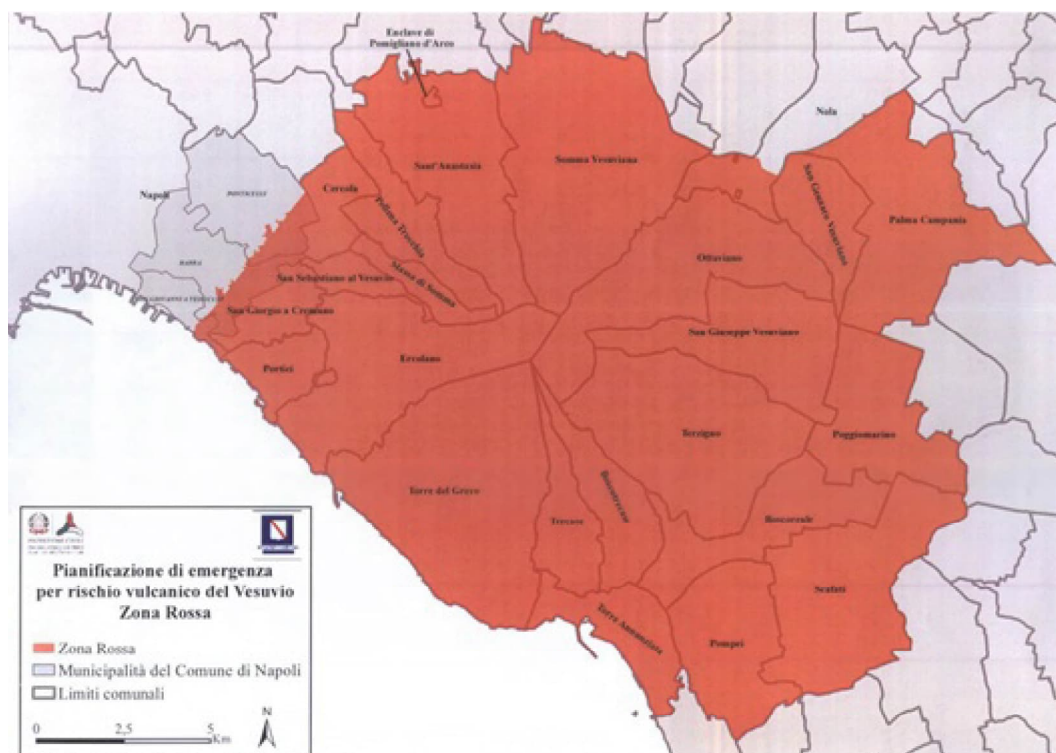 Enclave di
Pomigliano d'Arco
Nola
Somma Vesuviana
Sant'Anastasia
San Gennaro Vesuviano
Palma Campania
Cercola
Napoli
PONTICELLI
Pollena Trocchia
Ottaviano
BARRA
Massa di Somma
San Sebastiano al Vesuvio
San Giorgio a Cremano
San Giuseppe Vesuviano
Ercolano
Portici
Terzigno
Poggiomarino
Torre del Greco
Boscotrecase
Trecase
Boscoreale
Scafati
Torre Annunziata
Pompei
Pianificazione di emergenza
per rischio vulcanico del Vesuvio
Zona Rossa
Zona Rossa
Municipalità del Comune di Napoli
Limiti comunali
0 2,5 5
Km
N